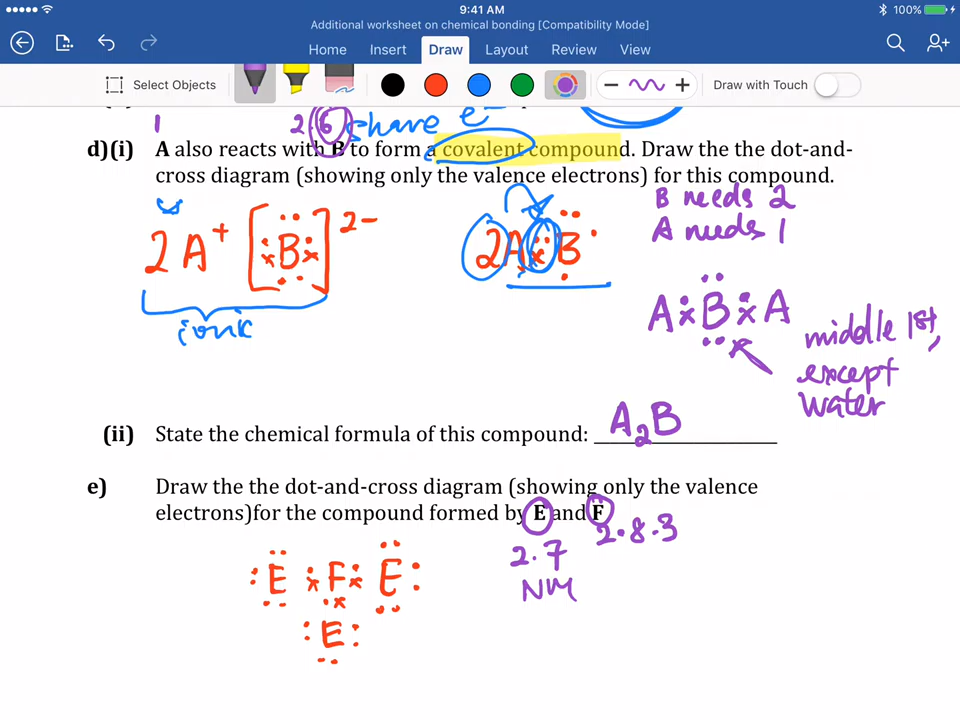 9:41 AM
100%
Additional worksheet on chemical bonding [Compatibility Mode]
Home Insert Draw Layout Review View
Select Objects
Draw with Touch
1 2 6 share e
d)(i) A also reacts with B to form a covalent compound. Draw the the dot-and-
cross diagram (showing only the valence electrons) for this compound.
B needs 2
A needs 1
2A+ [B]2-
2A B
ionic
A B A
middle 1st,
except
water
(ii) State the chemical formula of this compound: A2B
e) Draw the the dot-and-cross diagram (showing only the valence
electrons)for the compound formed by E and F
2.7
2.8.3
NM
E F E
E